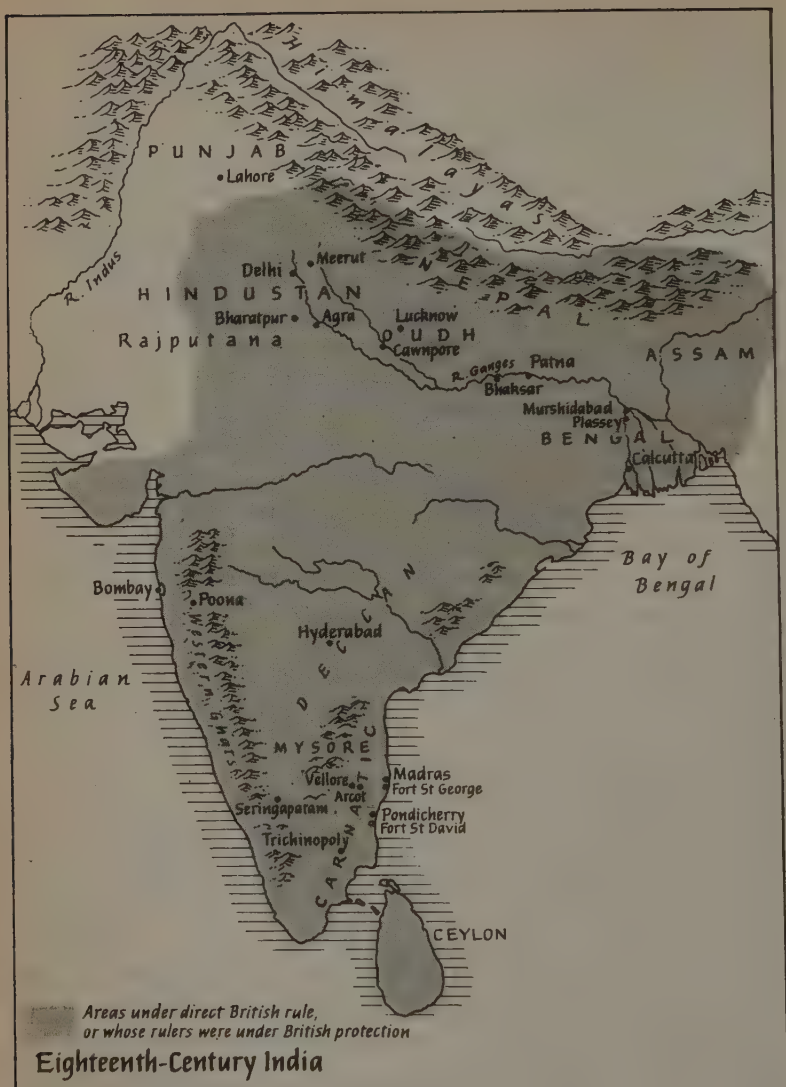 Himalayas
PUNJAB
Lahore
R. Indus
Meerut
Delhi
NEPAL
HINDUSTAN
Lucknow
Bharatpur
Agra
OUDH
Rajputana
Cawnpore
ASSAM
R. Ganges
Patna
Bhaksar
Murshidabad
Plassey
BENGAL
Calcutta
Bay of
Bengal
Bombay
Poona
Western Ghats
DECCAN
Hyderabad
Arabian
Sea
MYSORE
CARNATIC
Vellore
Arcot
Madras
Fort St George
Seringapatam
Pondicherry
Fort St David
Trichinopoly
CEYLON
Areas under direct British rule,
or whose rulers were under British protection
Eighteenth-Century India